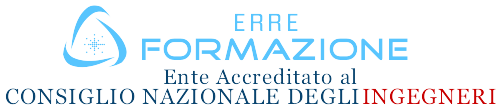 ERRE
FORMAZIONE
Ente Accreditato al
CONSIGLIO NAZIONALE DEGLI INGEGNERI